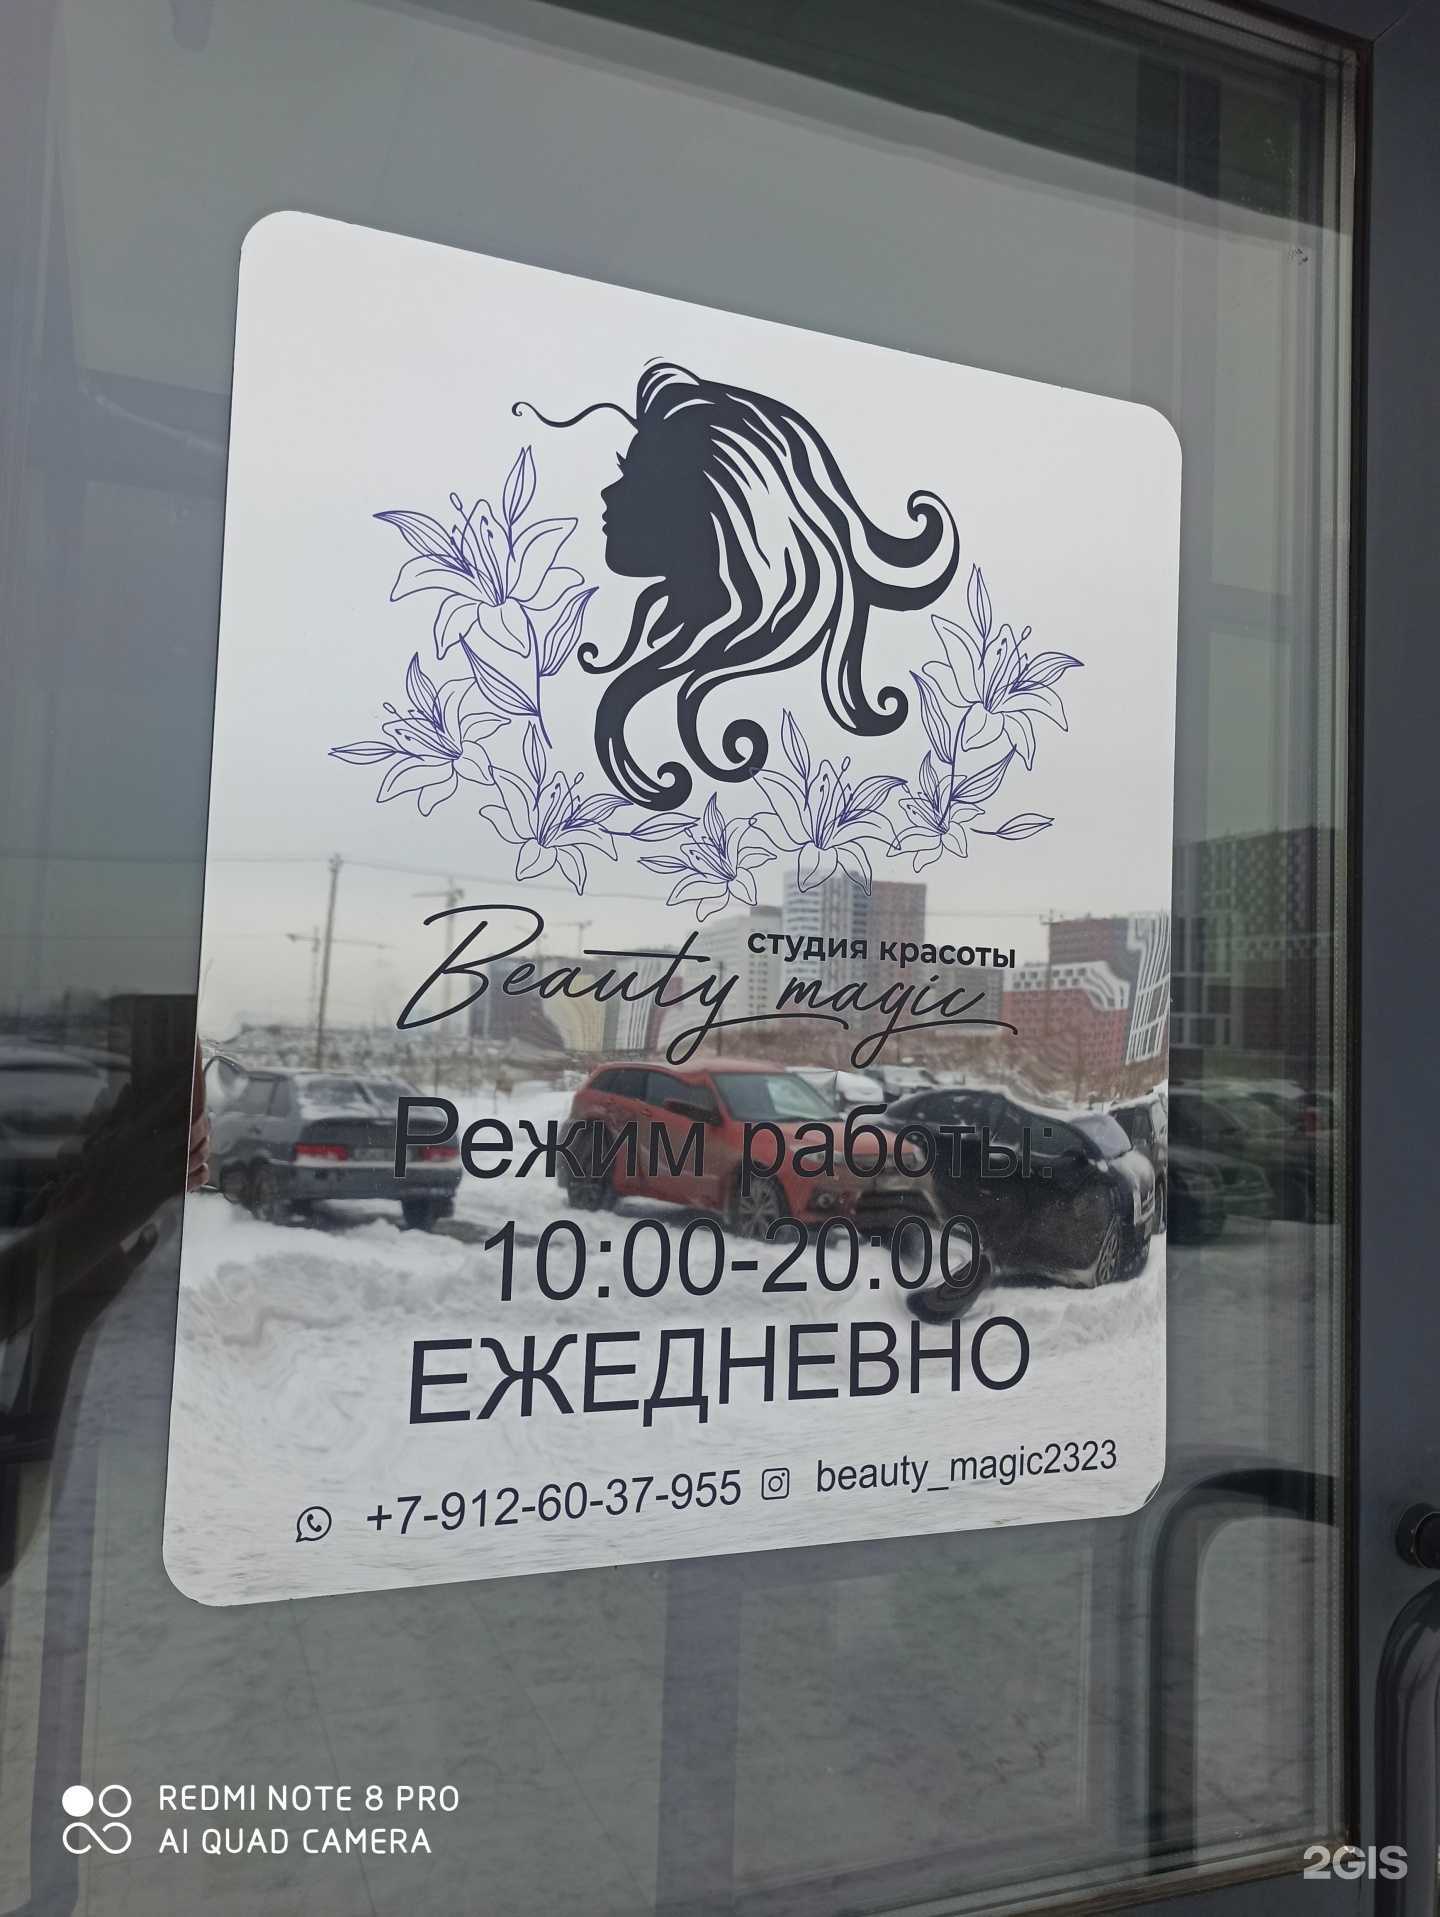 студия красоты
Beauty magic
Режим работы:
10:00-20:00
ЕЖЕДНЕВНО
+7-912-60-37-955 beauty_magic2323
REDMI NOTE 8 PRO
AI QUAD CAMERA
2GIS